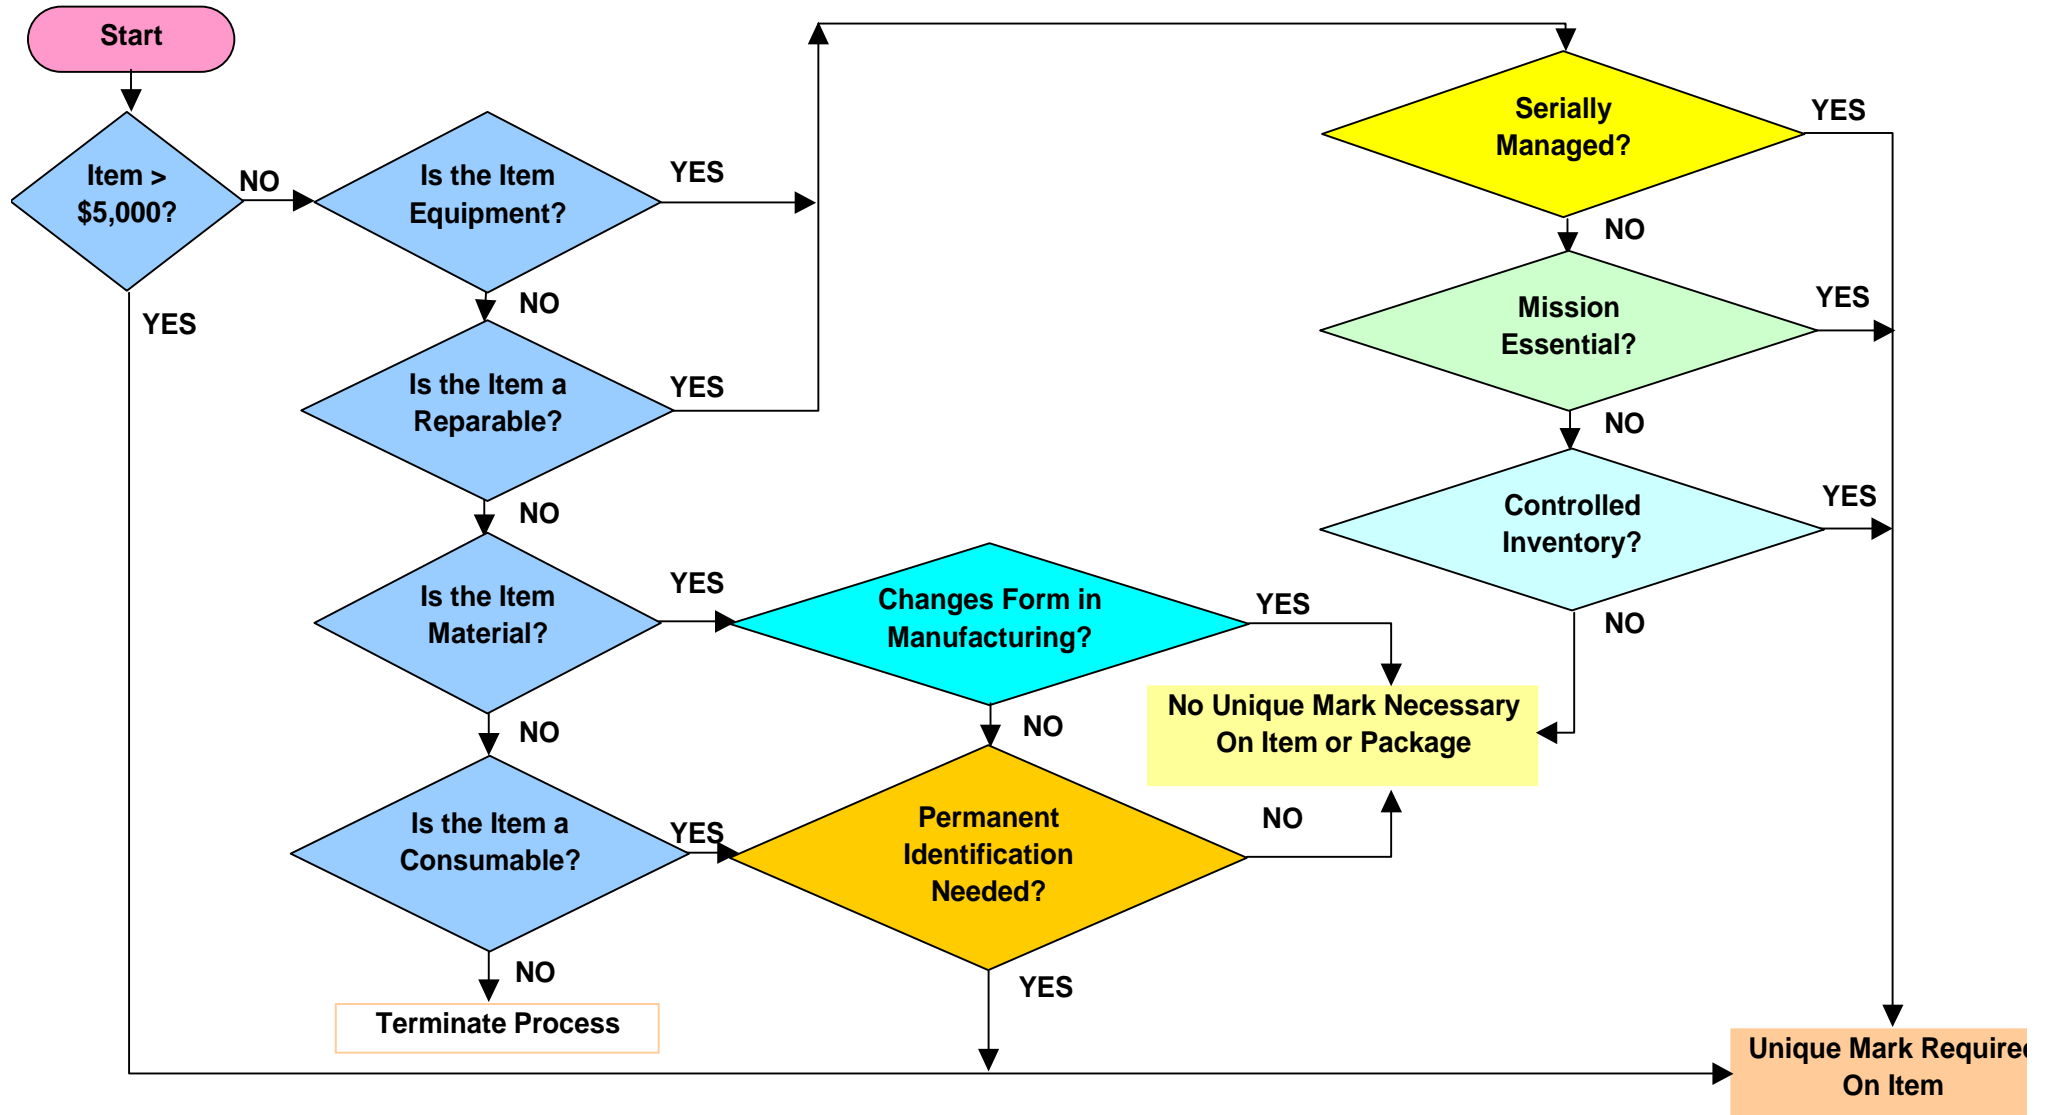 Start
Item >
$5,000?
NO
YES
Is the Item
Equipment?
YES
NO
Is the Item a
Reparable?
YES
NO
Is the Item
Material?
YES
NO
Is the Item a
Consumable?
YES
NO
Terminate Process
Changes Form in
Manufacturing?
YES
NO
Permanent
Identification
Needed?
NO
YES
No Unique Mark Necessary
On Item or Package
Serially
Managed?
YES
NO
Mission
Essential?
YES
NO
Controlled
Inventory?
YES
NO
Unique Mark Required
On Item